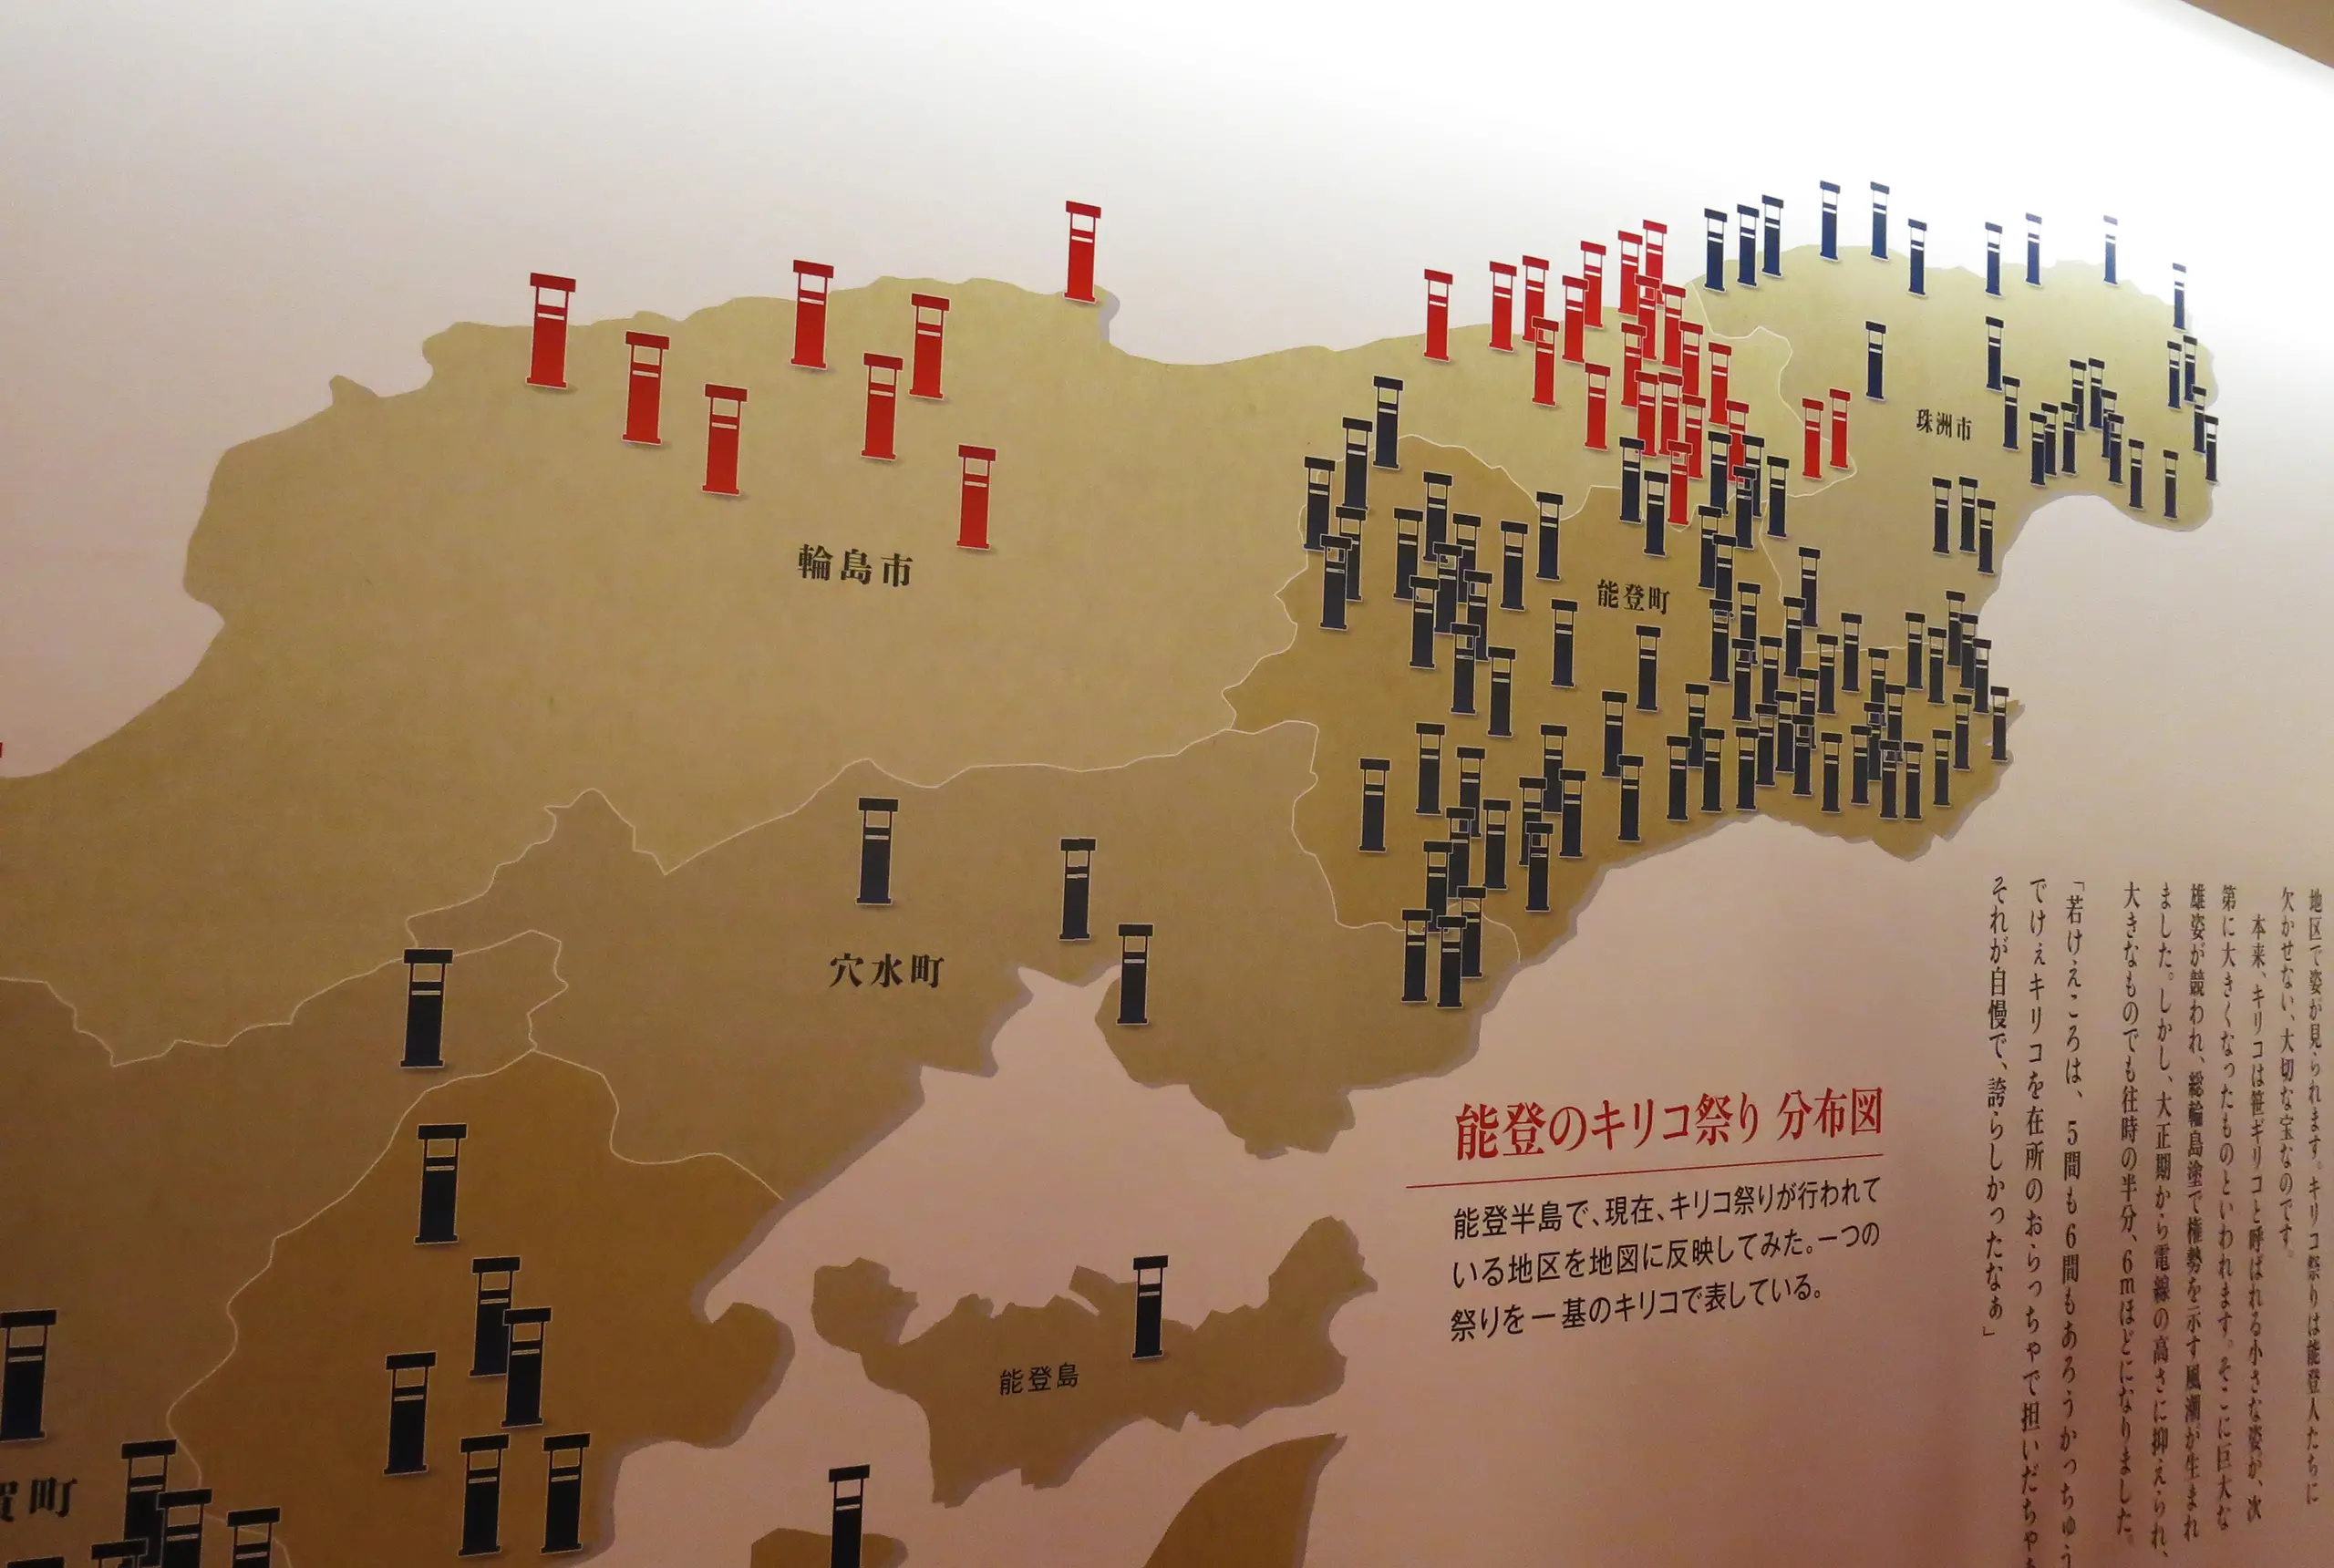 輪島市
珠洲市
能登町
穴水町
能登島
町
能登のキリコ祭り 分布図
能登半島で、現在、キリコ祭りが行われて
いる地区を地図に反映してみた。一つの
祭りを一基のキリコで表している。
地区で姿が見られます。キリコ祭りは能登人たちに
欠かせない、大切な宝なのです。
本来、キリコは笹ギリコと呼ばれる小さな姿が、次
第に大きくなったものといわれます。そこに巨大な
雄姿が競われ、総輪島塗で権勢を示す風潮が生まれ
ました。しかし、大正期から電線の高さに抑えられ、
大きなものでも往時の半分、6mほどになりました。
「若けえころは、5間も6間もあろうかっちゅう
でけぇキリコを在所のおらっちゃで担いだちゃ
それが自慢で、誇らしかったなぁ」